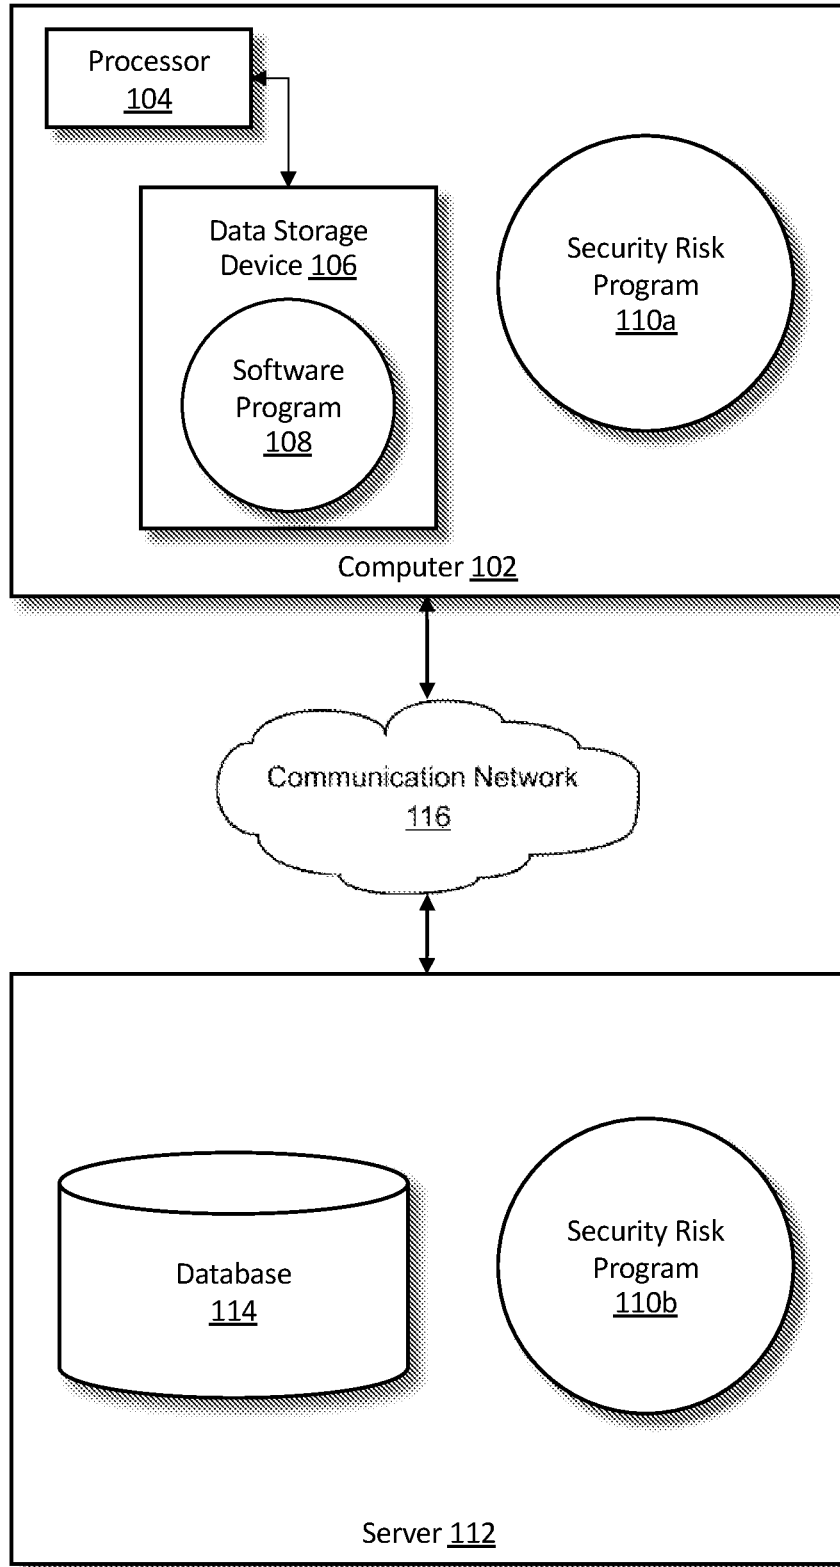 Processor
104
Data Storage
Device 106
Software
Program
108
Security Risk
Program
110a
Computer 102
Communication Network
116
Database
114
Security Risk
Program
110b
Server 112